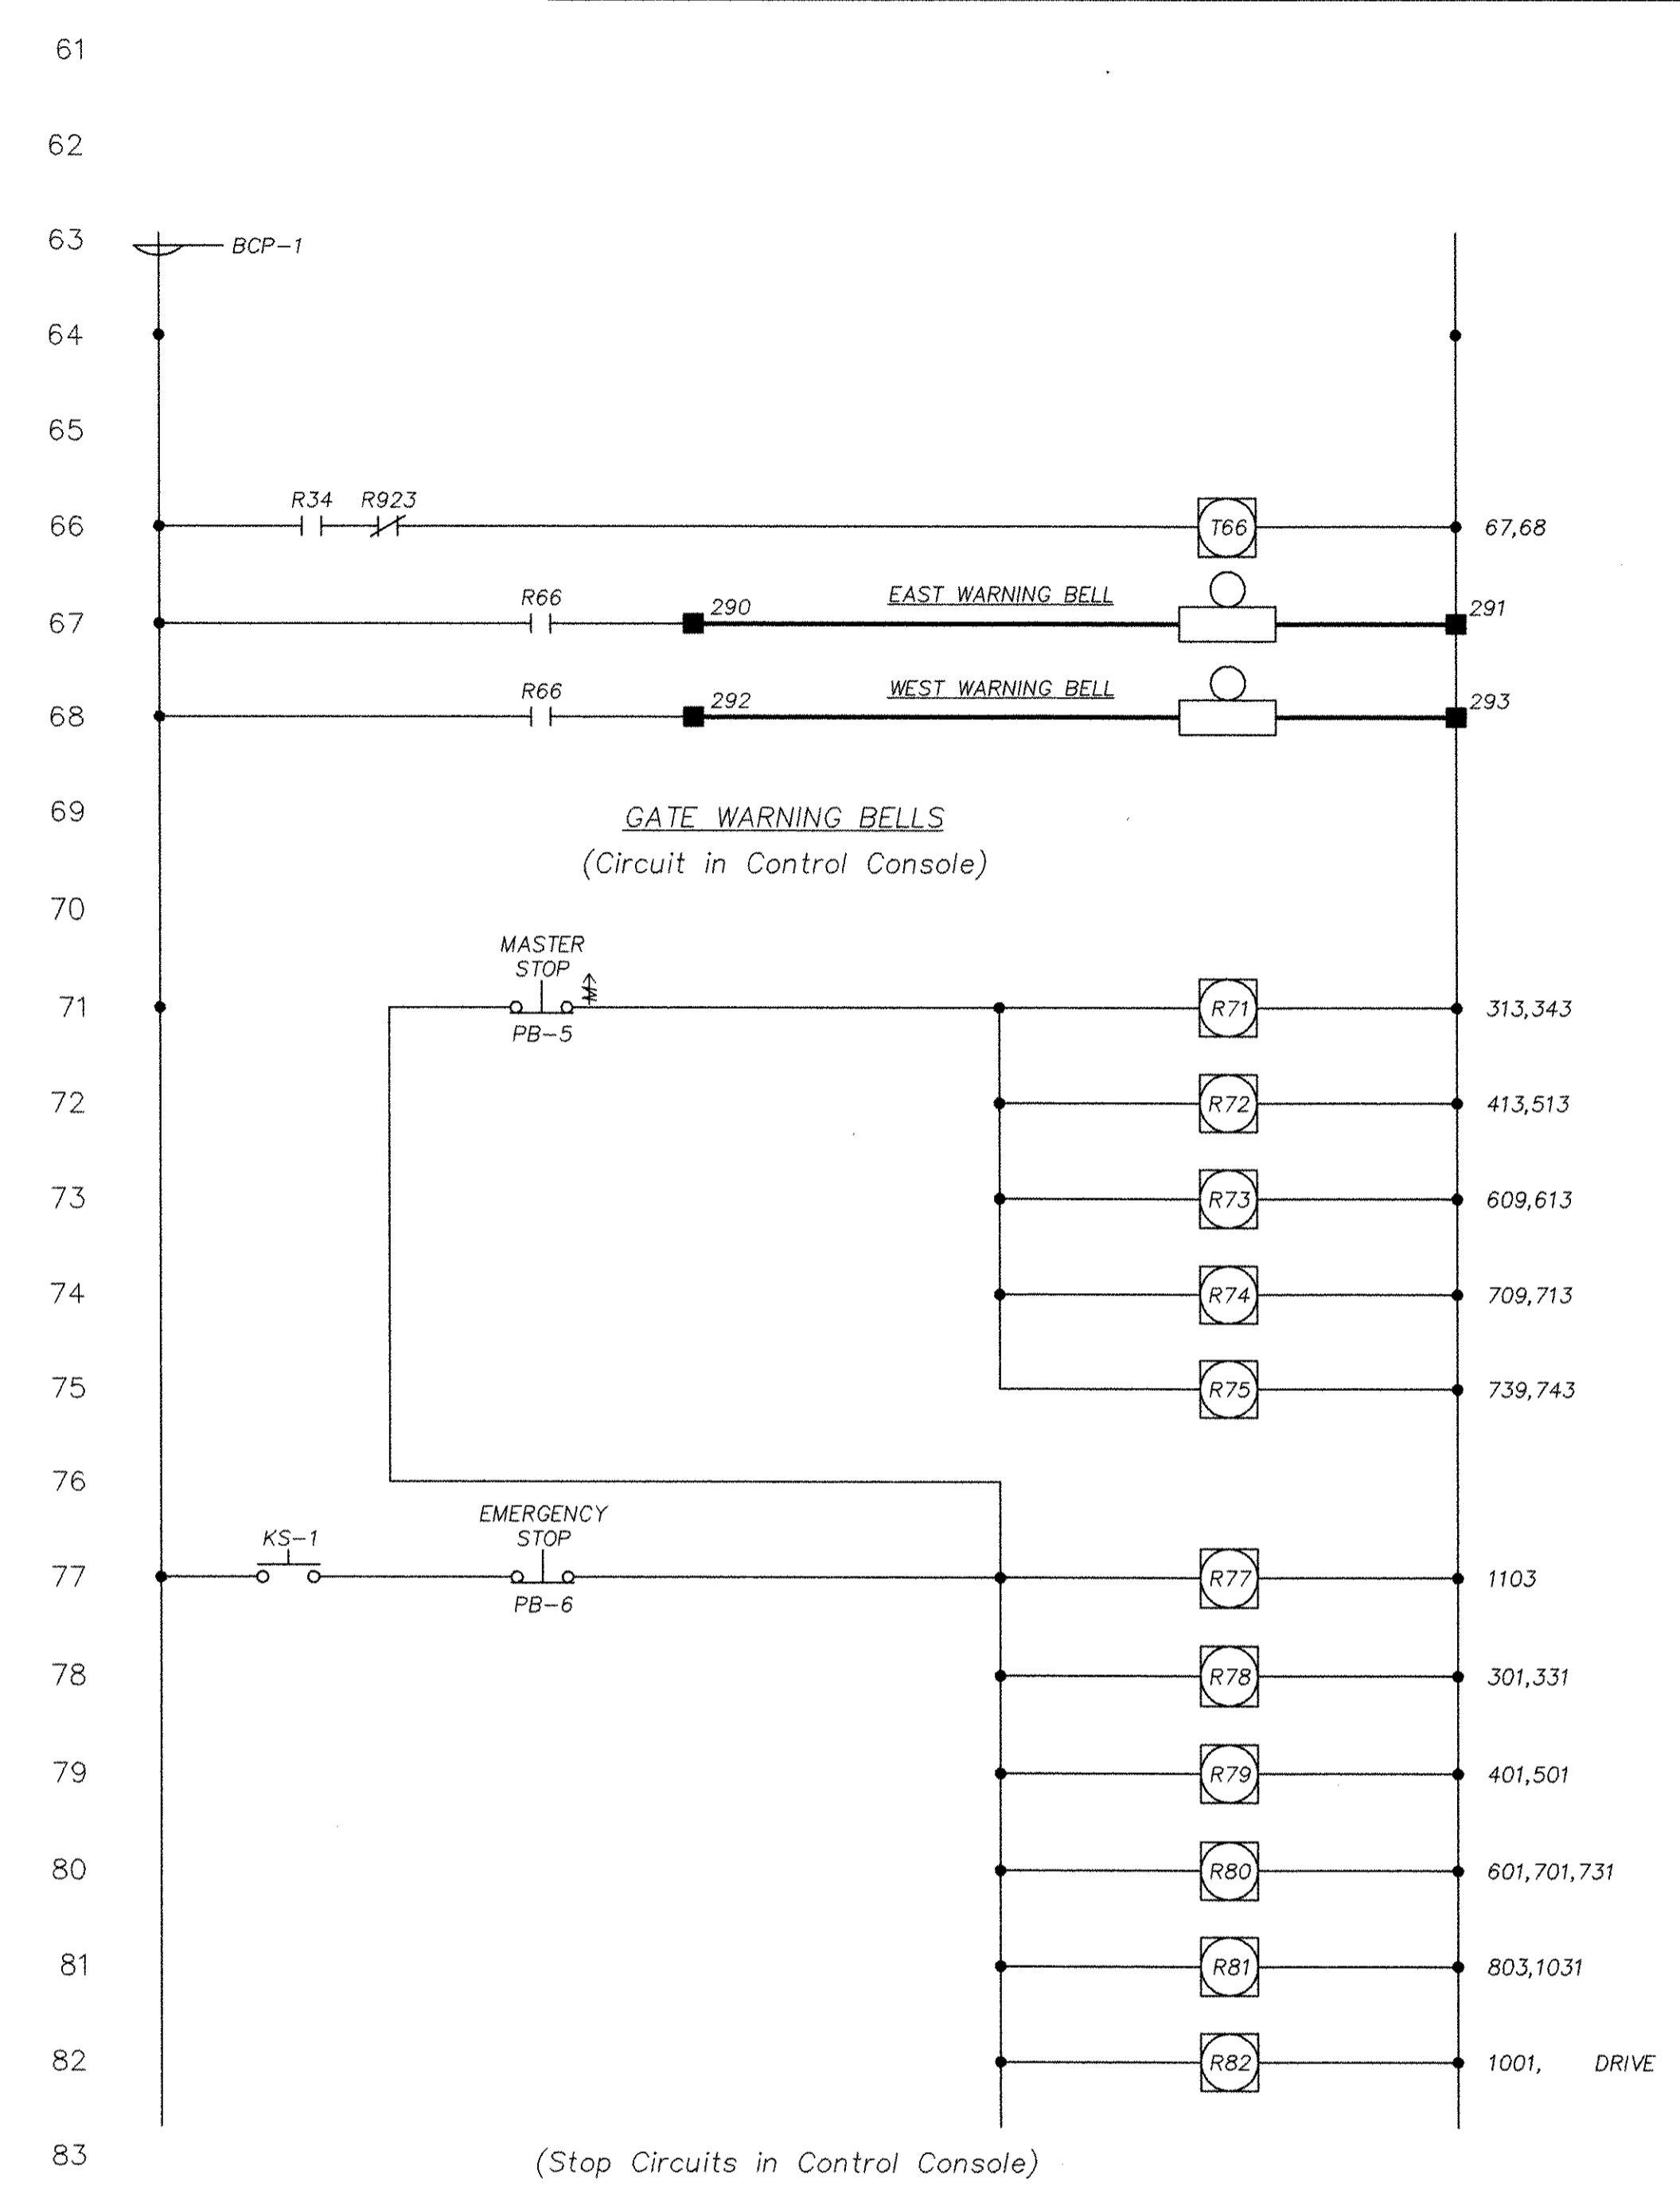 61
62
63 BCP-1
64
65
R34 R923
66 T66 67,68
R66 290 EAST WARNING BELL 291
67
R66 292 WEST WARNING BELL 293
68
69 GATE WARNING BELLS
(Circuit in Control Console)
70
MASTER
STOP
71 M R71 313,343
PB-5
72 R72 413,513
73 R73 609,613
74 R74 709,713
75 R75 739,743
76
EMERGENCY
KS-1 STOP
77 R77 1103
PB-6
78 R78 301,331
79 R79 401,501
80 R80 601,701,731
81 R81 803,1031
82 R82 1001, DRIVE
83 (Stop Circuits in Control Console)